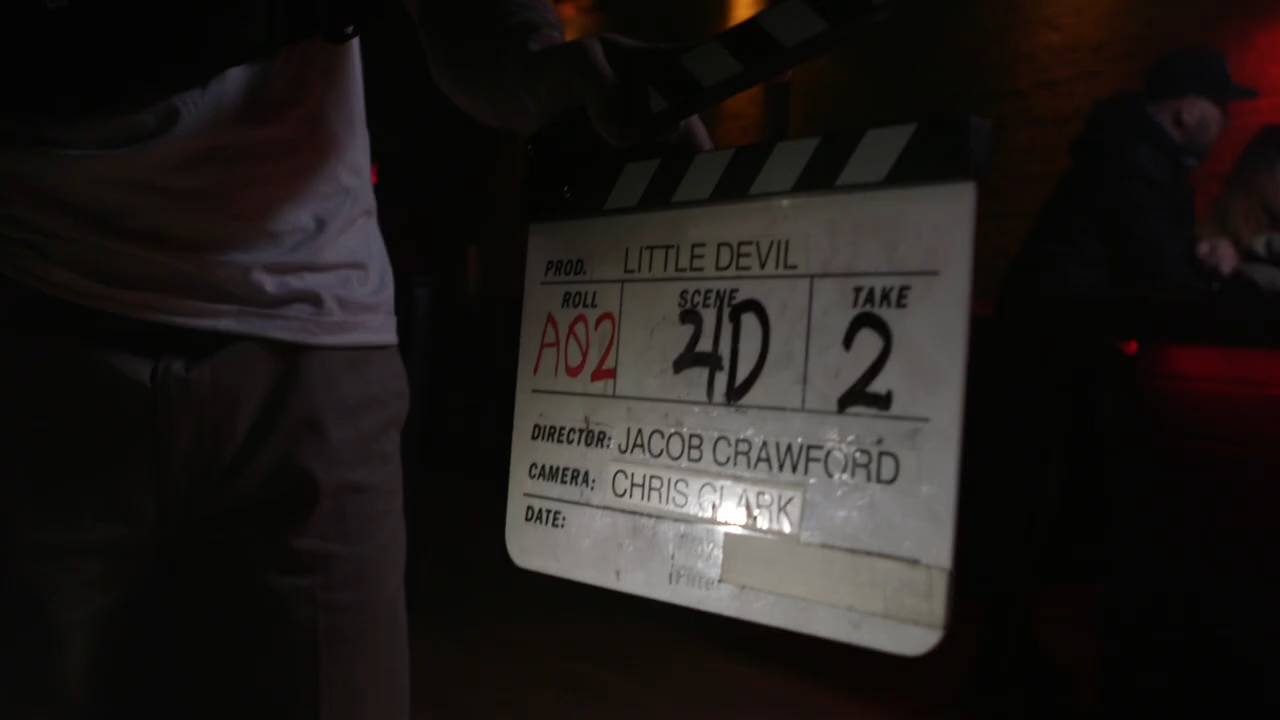 PROD. LITTLE DEVIL
ROLL SCENE TAKE
A02 4D 2
DIRECTOR: JACOB CRAWFORD
CAMERA: CHRIS CLARK
DATE: